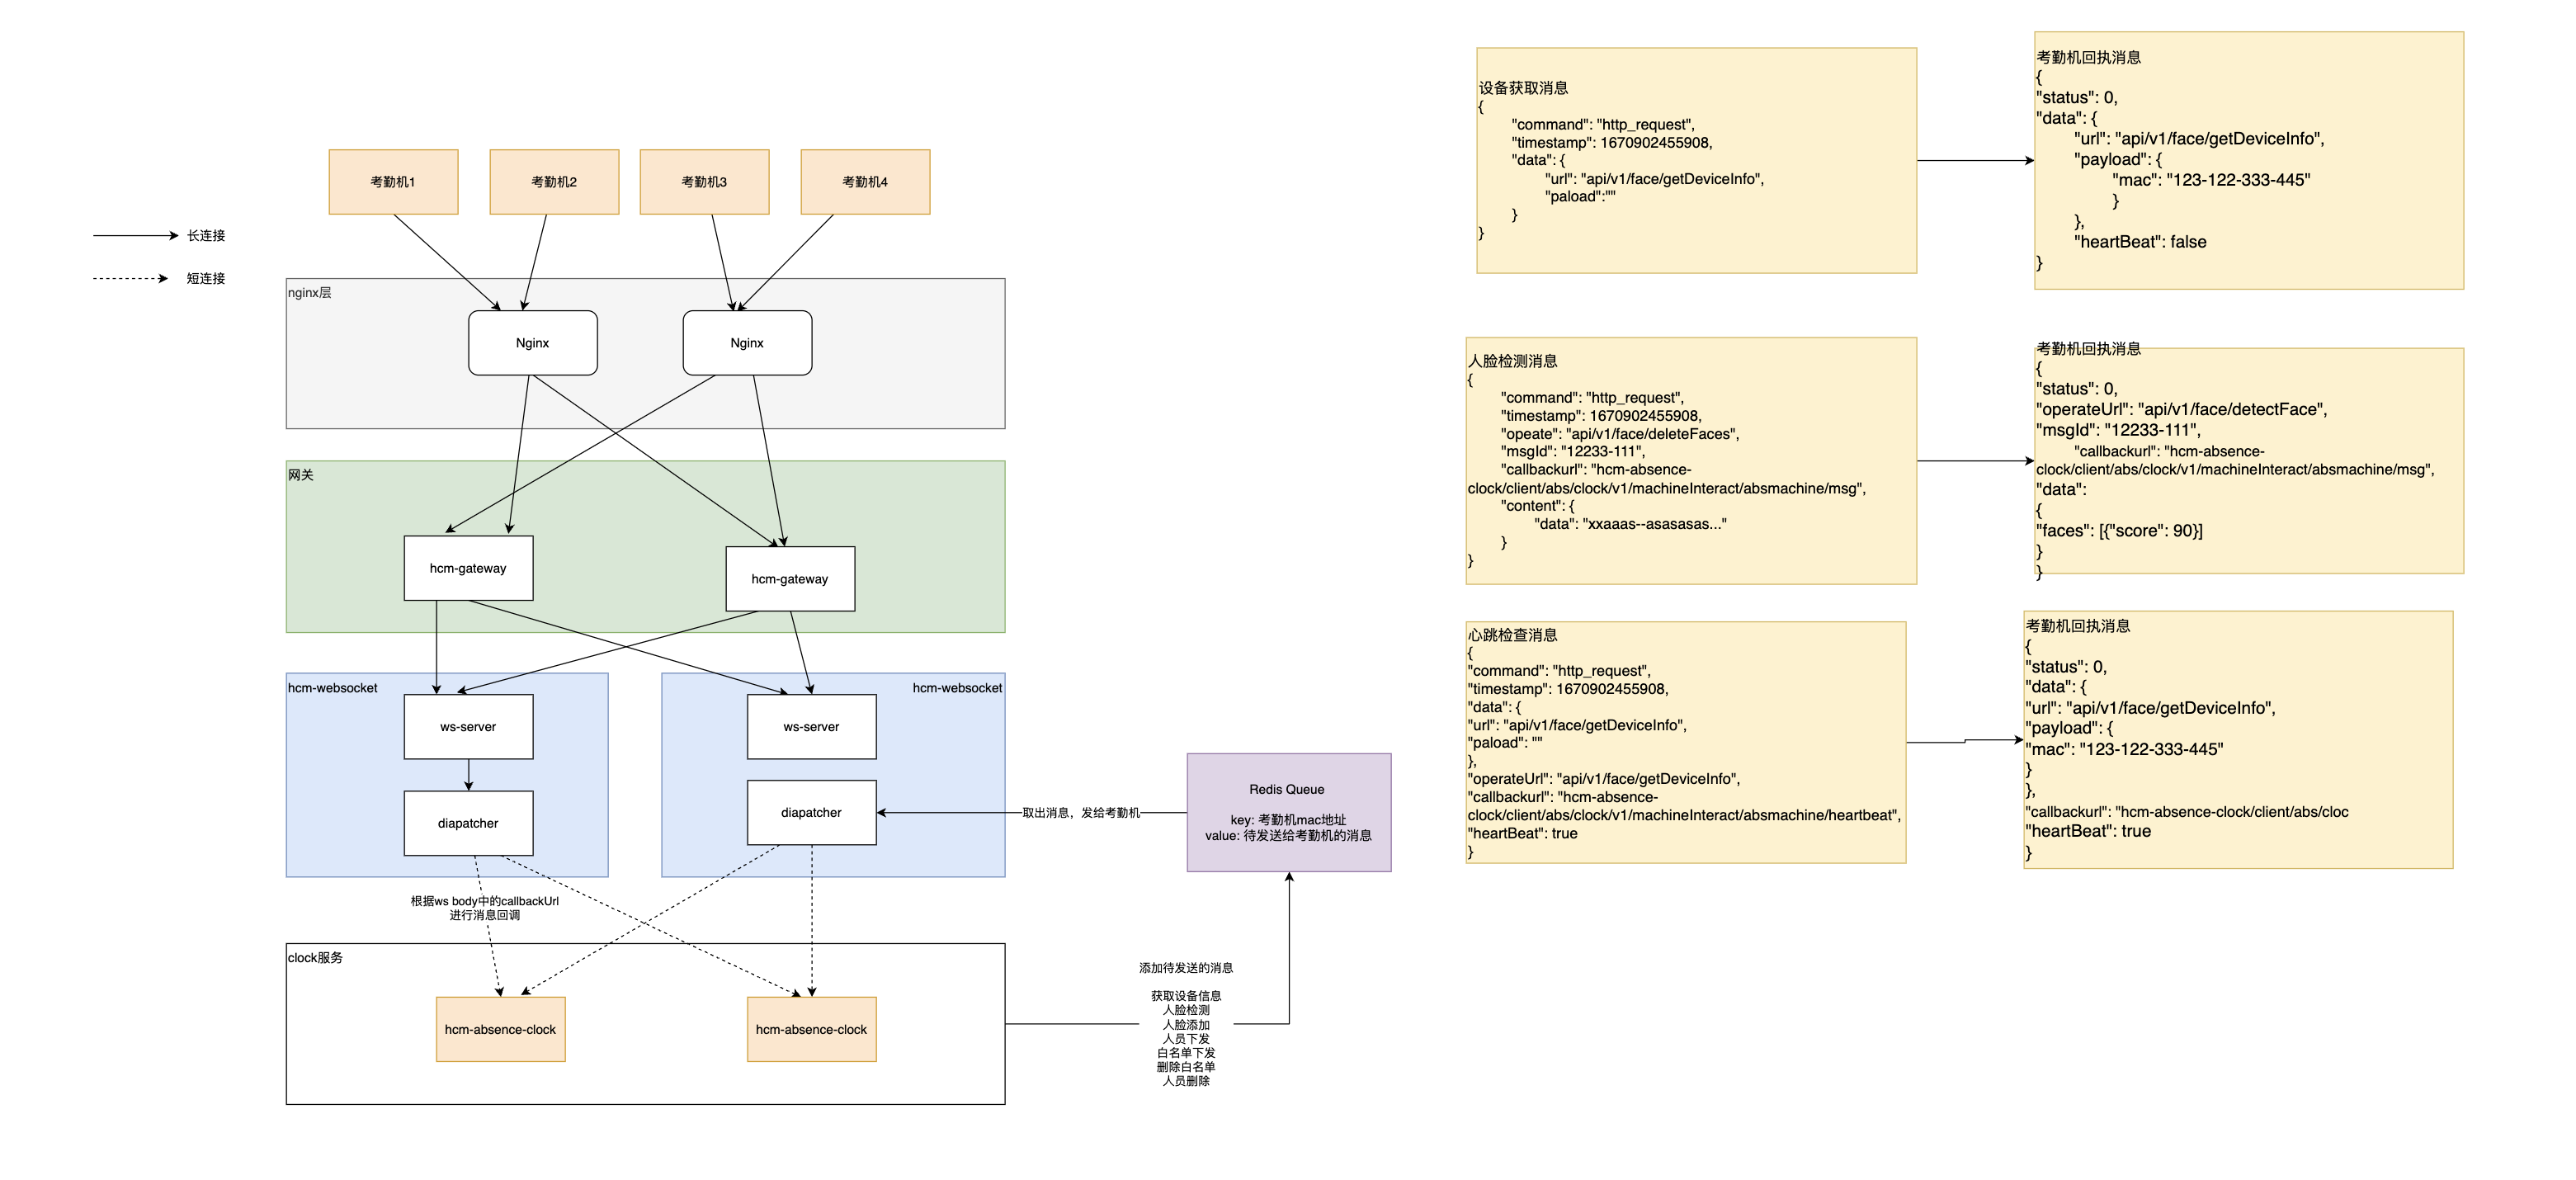 考勤机1
考勤机2
考勤机3
考勤机4
长连接
短连接
nginx层
Nginx
Nginx
网关
hcm-gateway
hcm-gateway
hcm-websocket
ws-server
diapatcher
hcm-websocket
ws-server
diapatcher
取出消息，发给考勤机
Redis Queue
key: 考勤机mac地址
value: 待发送给考勤机的消息
根据ws body中的callbackUrl
进行消息回调
clock服务
hcm-absence-clock
hcm-absence-clock
添加待发送的消息
获取设备信息
人脸检测
人脸添加
人员下发
白名单下发
删除白名单
人员删除
设备获取消息
{
"command": "http_request",
"timestamp": 1670902455908,
"data": {
"url": "api/v1/face/getDeviceInfo",
"paload":""
}
}
考勤机回执消息
{
"status": 0,
"data": {
"url": "api/v1/face/getDeviceInfo",
"payload": {
"mac": "123-122-333-445"
}
},
"heartBeat": false
}
人脸检测消息
{
"command": "http_request",
"timestamp": 1670902455908,
"opeate": "api/v1/face/deleteFaces",
"msgId": "12233-111",
"callbackurl": "hcm-absence-
clock/client/abs/clock/v1/machineInteract/absmachine/msg",
"content": {
"data": "xxaaas--asasasas..."
}
}
考勤机回执消息
{
"status": 0,
"operateUrl": "api/v1/face/detectFace",
"msgId": "12233-111",
"callbackurl": "hcm-absence-
clock/client/abs/clock/v1/machineInteract/absmachine/msg",
"data":
{
"faces": [{"score": 90}]
}
}
心跳检查消息
{
"command": "http_request",
"timestamp": 1670902455908,
"data": {
"url": "api/v1/face/getDeviceInfo",
"paload": ""
},
"operateUrl": "api/v1/face/getDeviceInfo",
"callbackurl": "hcm-absence-
clock/client/abs/clock/v1/machineInteract/absmachine/heartbeat",
"heartBeat": true
}
考勤机回执消息
{
"status": 0,
"data": {
"url": "api/v1/face/getDeviceInfo",
"payload": {
"mac": "123-122-333-445"
}
},
"callbackurl": "hcm-absence-clock/client/abs/cloc
"heartBeat": true
}